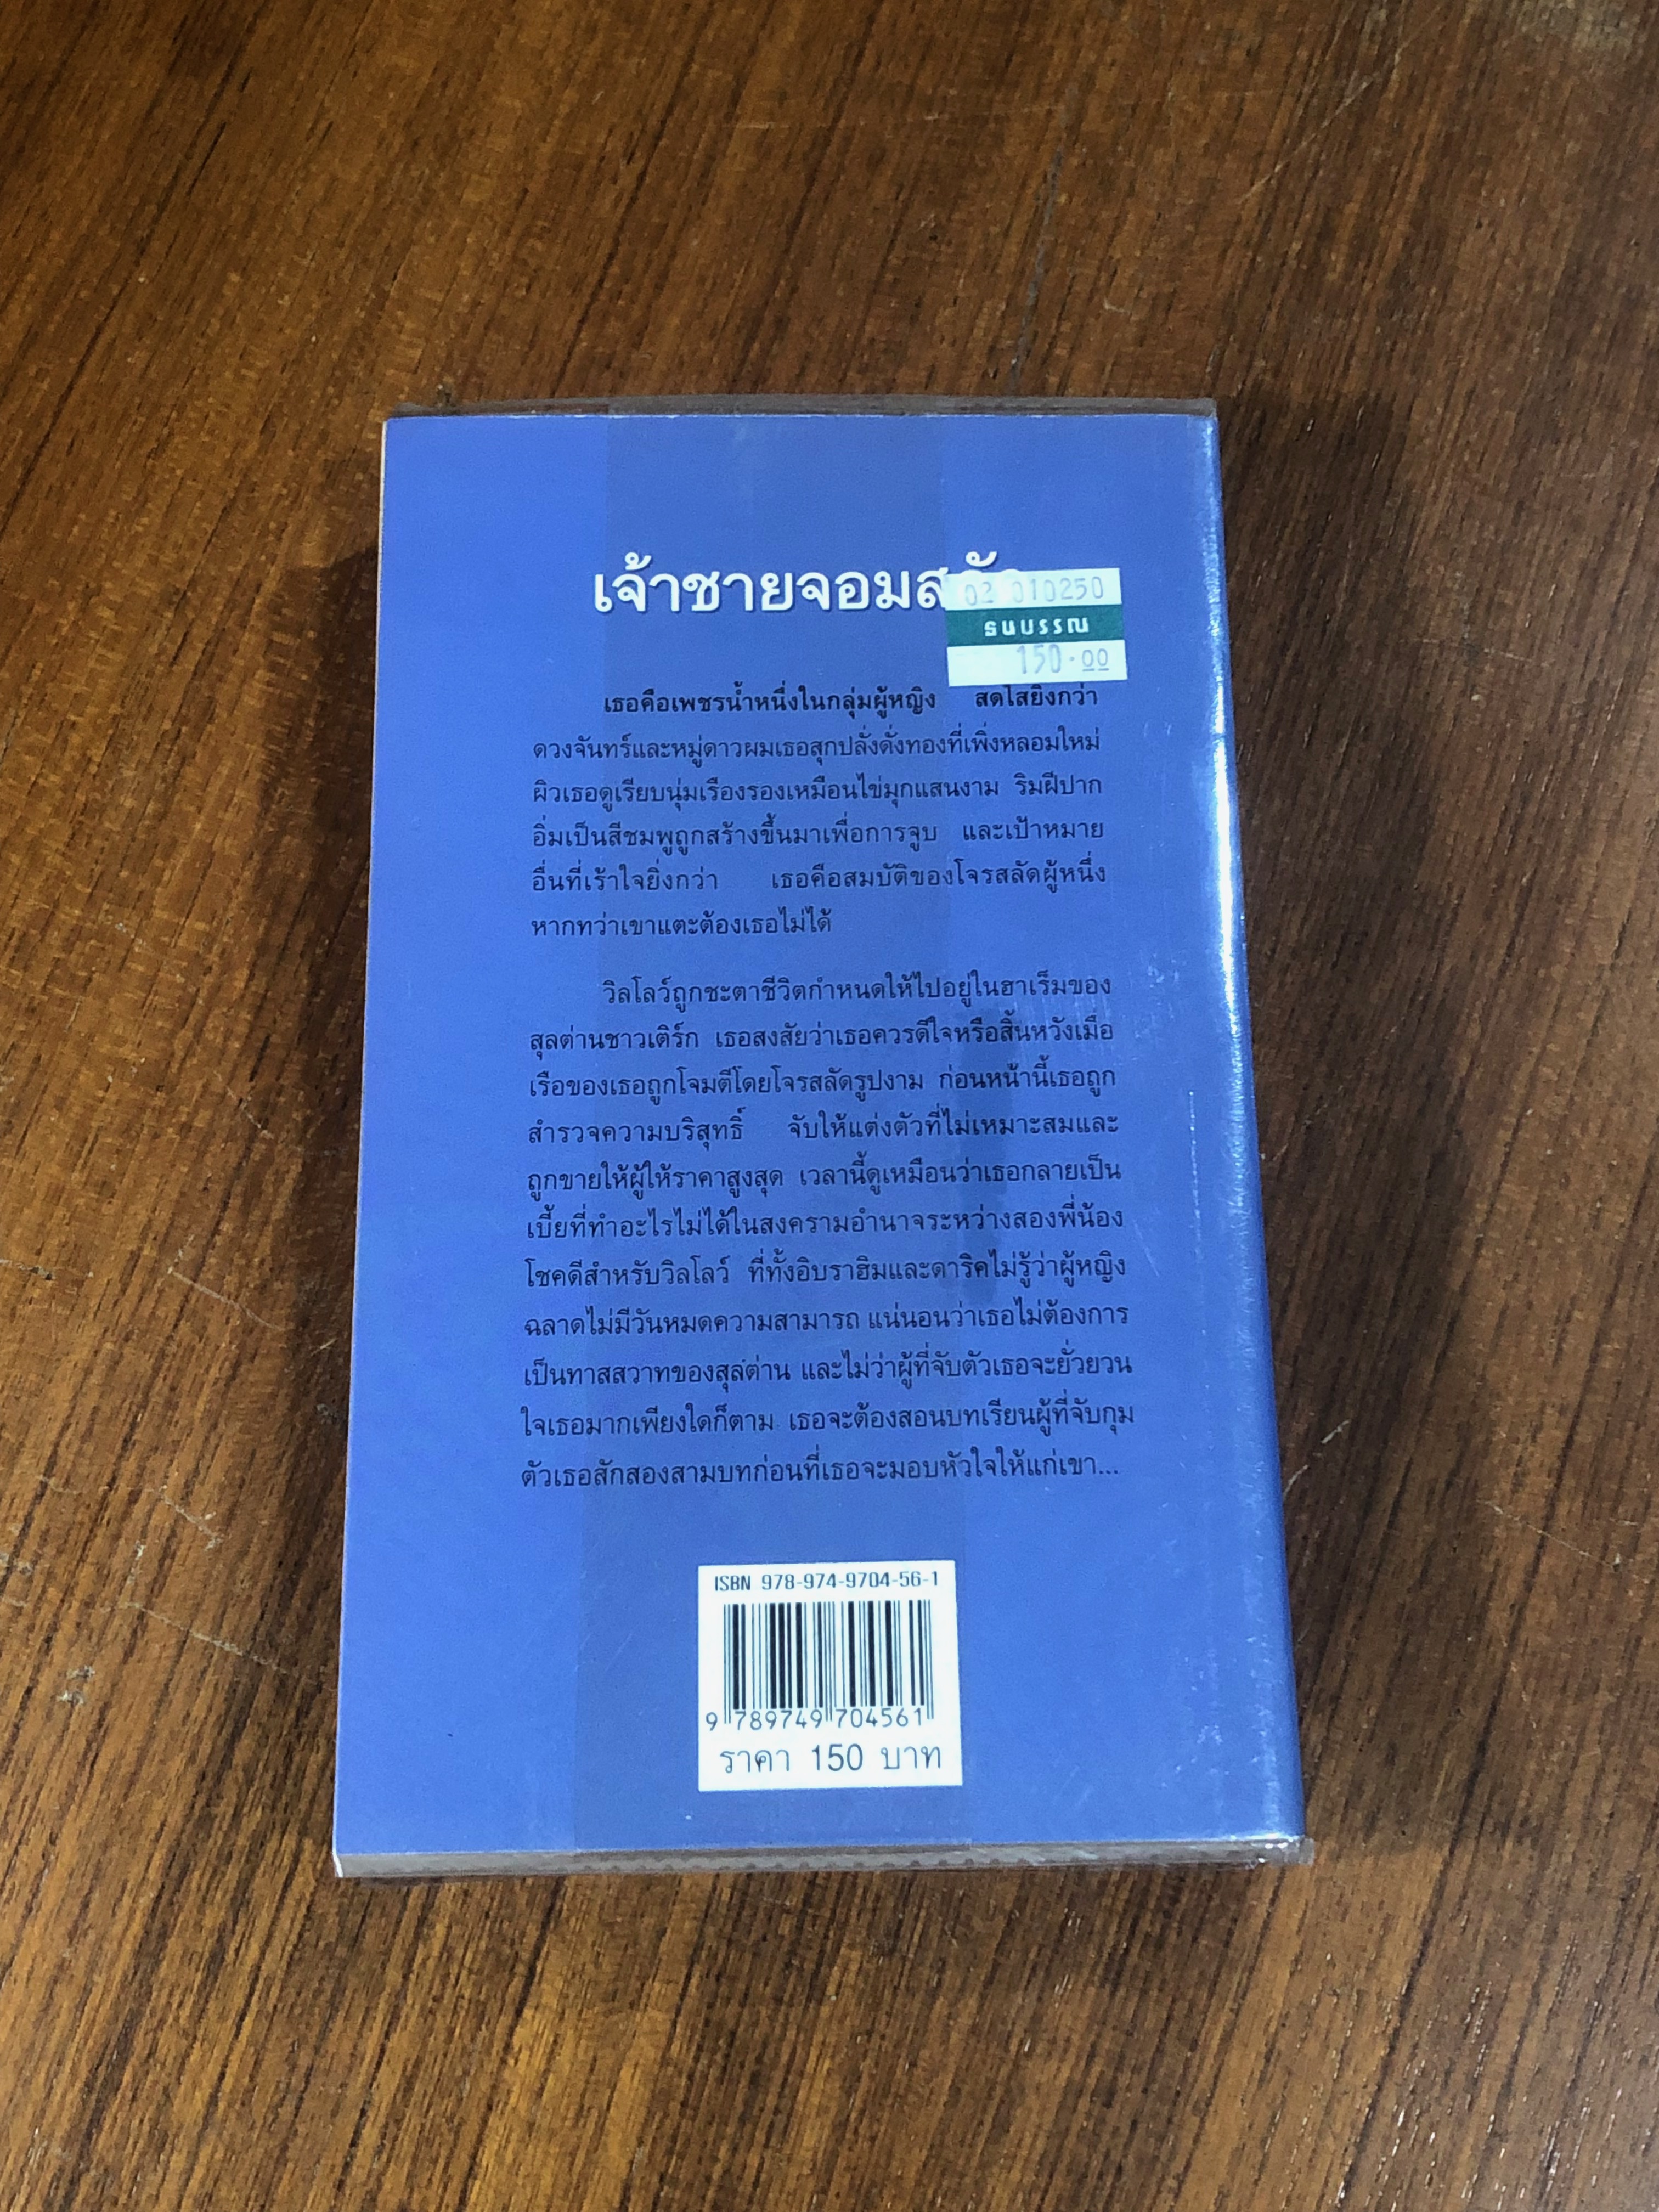 เจ้าชายจอมสลัด
02 010250
ธนบรรณ
150.00
เธอคือเพชรน้ำหนึ่งในกลุ่มผู้หญิง สดใสยิ่งกว่า
ดวงจันทร์และหมู่ดาวผมเธอสุกปลั่งดั่งทองที่เพิ่งหลอมใหม่
ผิวเธอดูเรียบนุ่มเรืองรองเหมือนไข่มุกแสนงาม ริมฝีปาก
อิ่มเป็นสีชมพูถูกสร้างขึ้นมาเพื่อการจูบ และเป้าหมาย
อื่นที่เร้าใจยิ่งกว่า เธอคือสมบัติของโจรสลัดผู้หนึ่ง
หากทว่าเขาแตะต้องเธอไม่ได้
วิลโลว์ถูกชะตาชีวิตกำหนดให้ไปอยู่ในฮาเร็มของ
สุลต่านชาวเติร์ก เธอสงสัยว่าเธอควรดีใจหรือสิ้นหวังเมื่อ
เรือของเธอถูกโจมตีโดยโจรสลัดรูปงาม ก่อนหน้านี้เธอถูก
สำรวจความบริสุทธิ์ จับให้แต่งตัวที่ไม่เหมาะสมและ
ถูกขายให้ผู้ให้ราคาสูงสุด เวลานี้ดูเหมือนว่าเธอกลายเป็น
เบี้ยที่ทำอะไรไม่ได้ในสงครามอำนาจระหว่างสองพี่น้อง
โชคดีสำหรับวิลโลว์ ที่ทั้งอิบราฮิมและดาริคไม่รู้ว่าผู้หญิง
ฉลาดไม่มีวันหมดความสามารถ แน่นอนว่าเธอไม่ต้องการ
เป็นทาสสวาทของสุลต่าน และไม่ว่าผู้ที่จับตัวเธอจะยั่วยวน
ใจเธอมากเพียงใดก็ตาม เธอจะต้องสอนบทเรียนผู้ที่จับกุม
ตัวเธอสักสองสามบทก่อนที่เธอจะมอบหัวใจให้แก่เขา...
ISBN 978-974-9704-56-1
9 789749 704561
ราคา 150 บาท